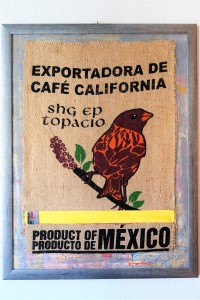 EXPORTADORA DE
CAFÉ CALIFORNIA
SHG EP
TOPACIO
PRODUCT OF
PRODUCTO DE MÉXICO